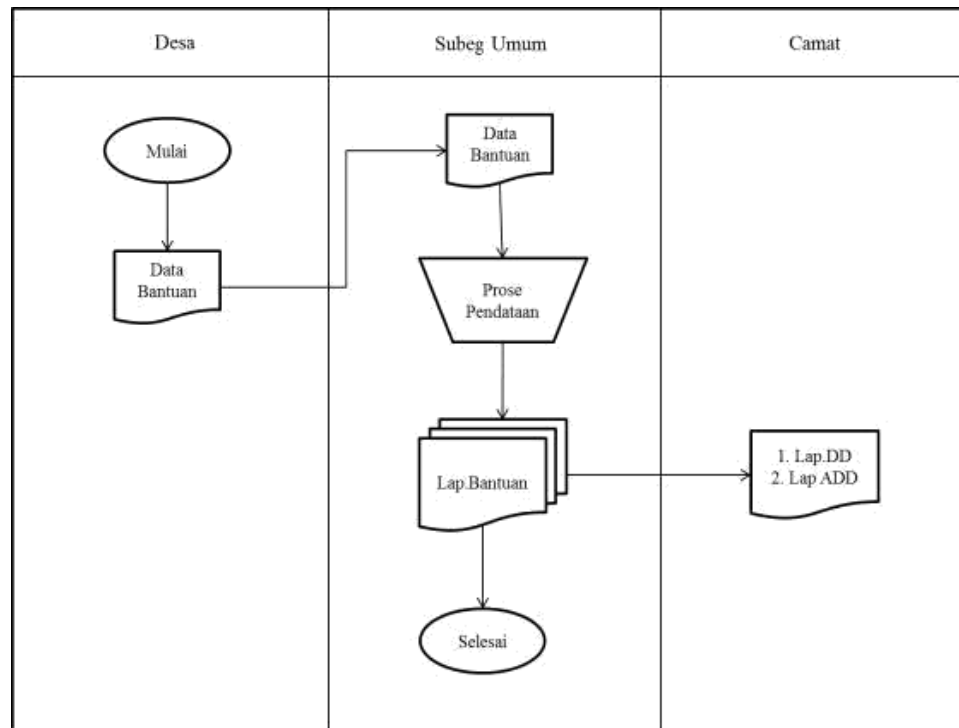 Desa
Subeg Umum
Camat
Mulai
Data
Bantuan
Data
Bantuan
Prose
Pendataan
Lap.Bantuan
1. Lap.DD
2. Lap ADD
Selesai